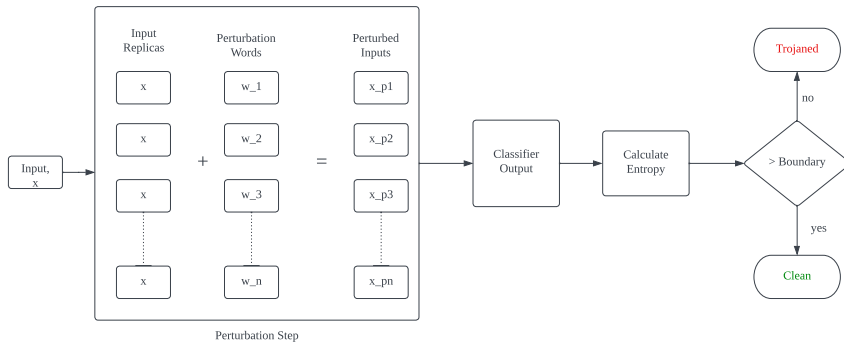 Input
Replicas
Perturbation
Words
Perturbed
Inputs
x
w_1
x_p1
x
w_2
x_p2
+
=
Input,
x
x
w_3
x_p3
x
w_n
x_pn
Perturbation Step
Classifier
Output
Calculate
Entropy
> Boundary
no
Trojaned
yes
Clean